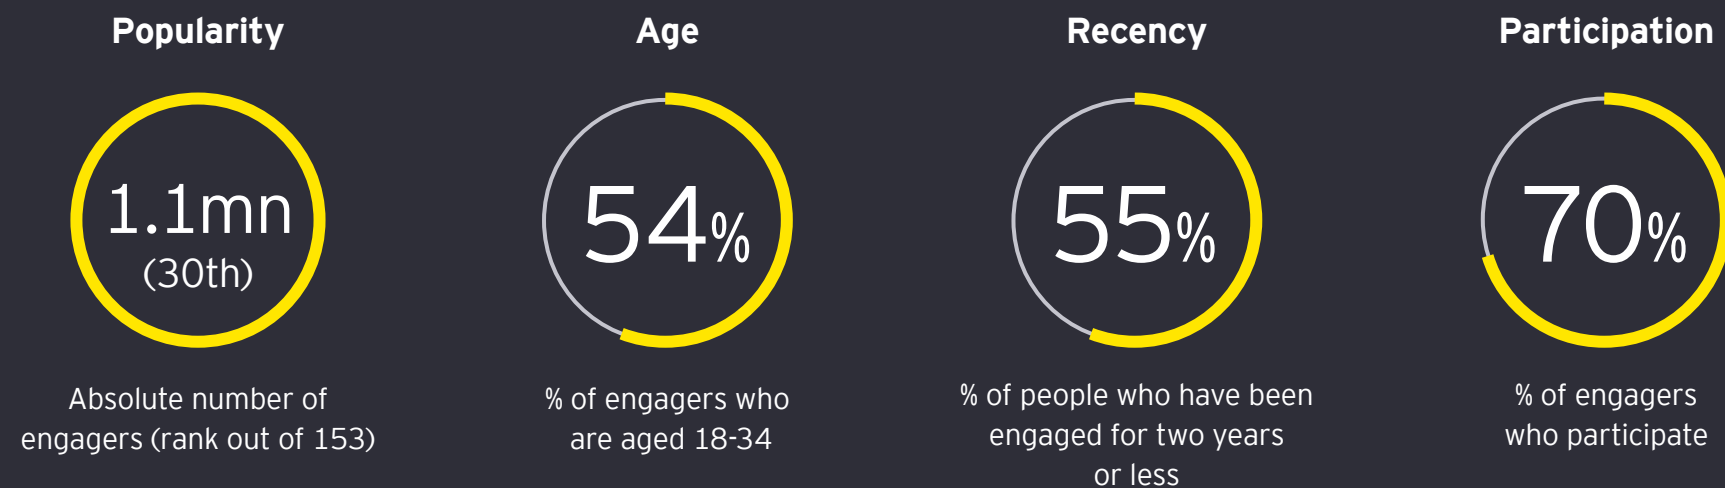 Popularity
1.1mn
(30th)
Absolute number of
engagers (rank out of 153)
Age
54%
% of engagers who
are aged 18-34
Recency
55%
% of people who have been
engaged for two years
or less
Participation
70%
% of engagers
who participate